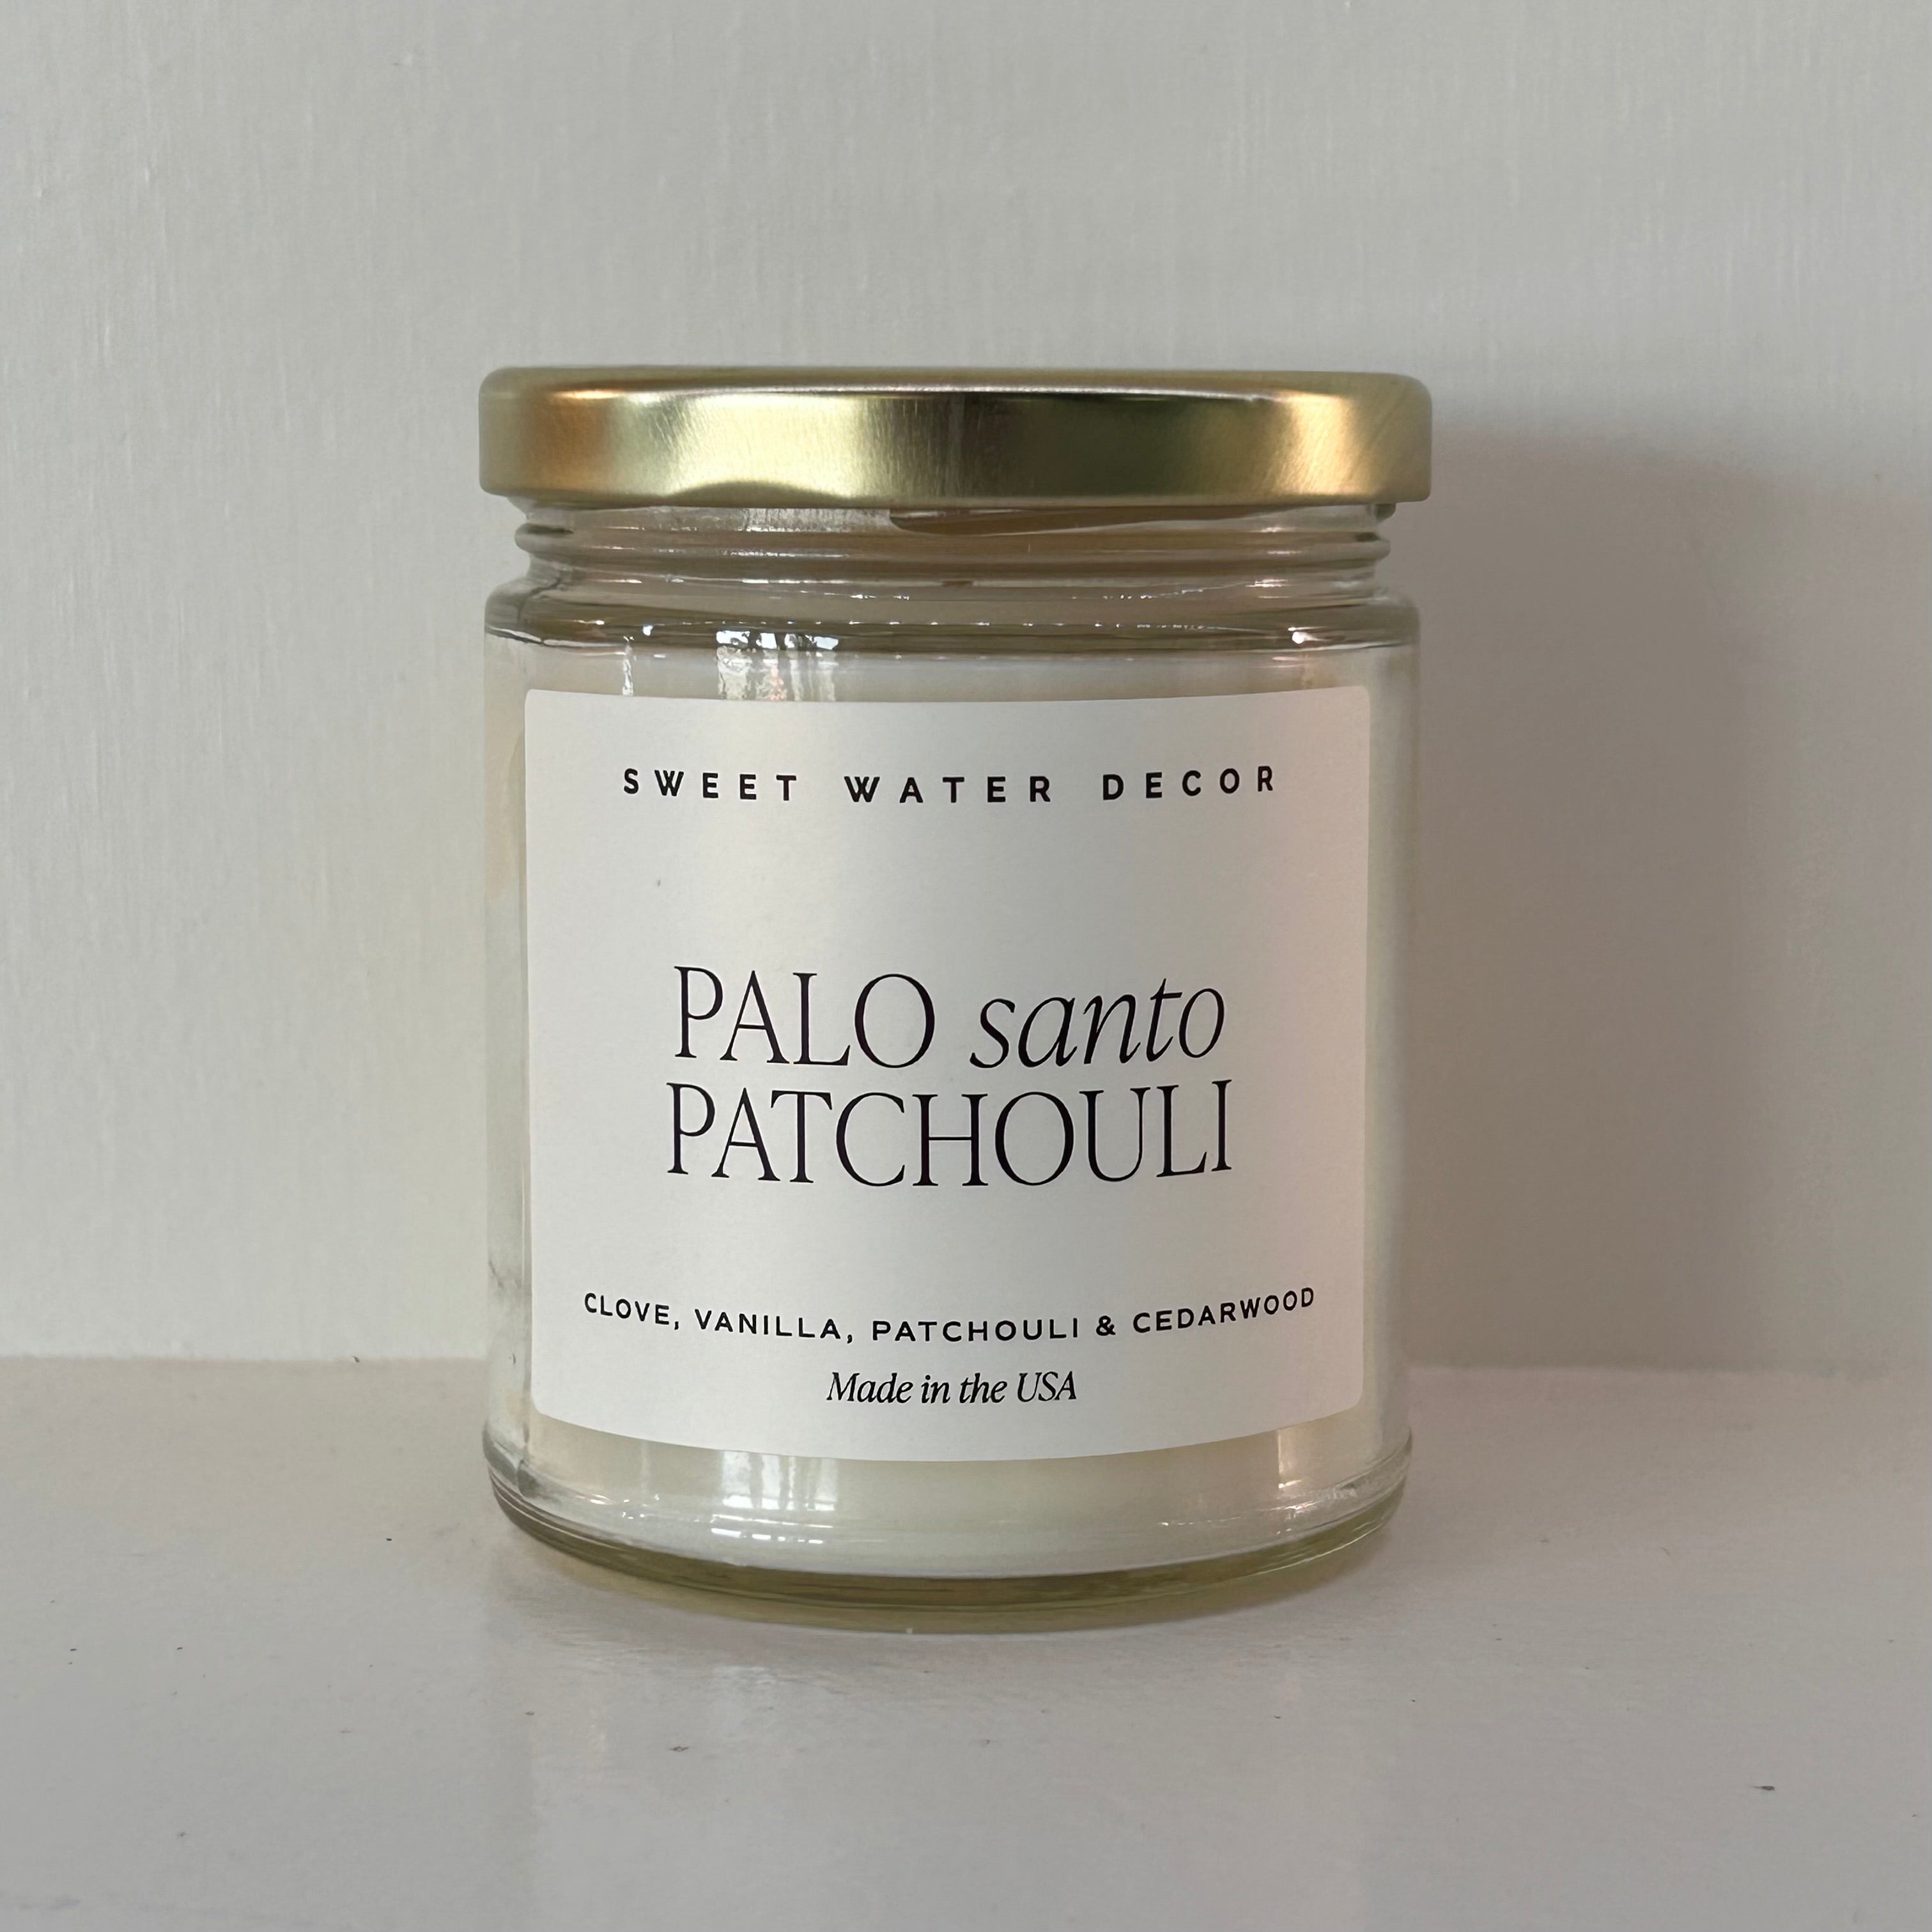 SWEET WATER DECOR
PALO santo
PATCHOULI
CLOVE, VANILLA, PATCHOULI & CEDARWOOD
Made in the USA